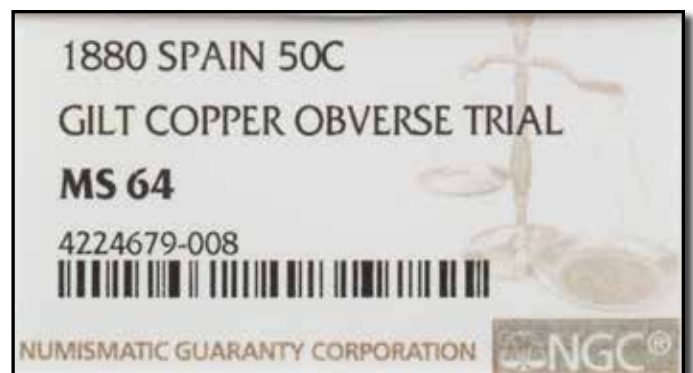 1880 SPAIN 50C
GILT COPPER OBVERSE TRIAL
MS 64
4224679-008
NUMISMATIC GUARANTY CORPORATION NGC®